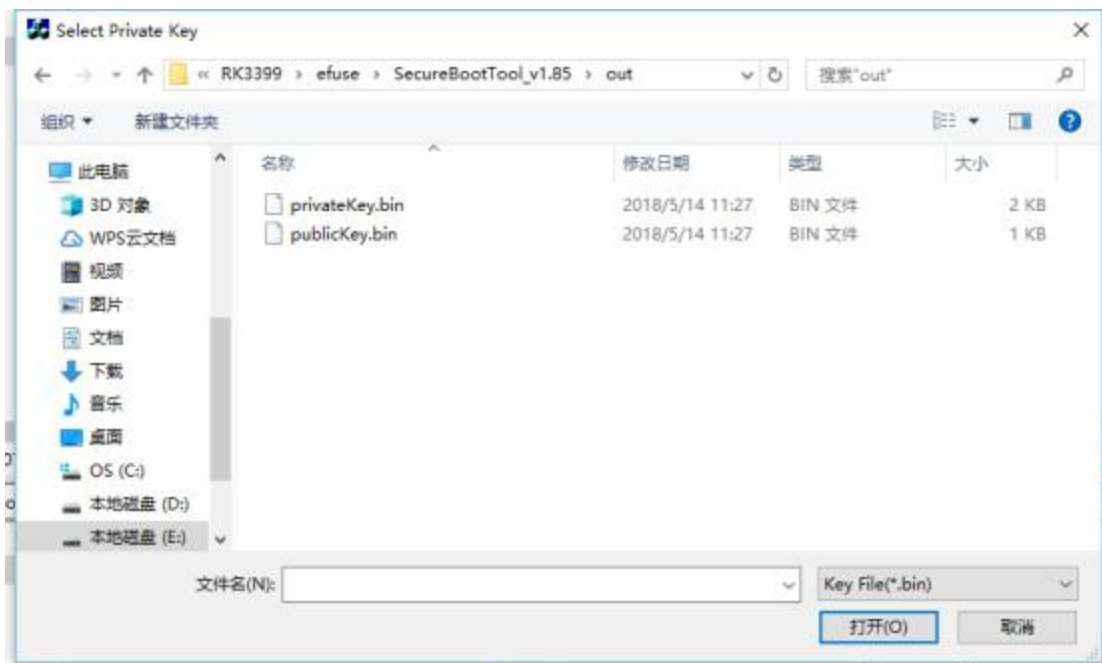 Select Private Key
« RK3399 › efuse › SecureBootTool_v1.85 › out
搜索"out"
组织
新建文件夹
此电脑
3D 对象
WPS云文档
视频
图片
文档
下载
音乐
桌面
OS (C:)
本地磁盘 (D:)
本地磁盘 (E:)
名称 修改日期 类型 大小
privateKey.bin 2018/5/14 11:27 BIN 文件 2 KB
publicKey.bin 2018/5/14 11:27 BIN 文件 1 KB
文件名(N):
Key File(*.bin)
打开(O)
取消